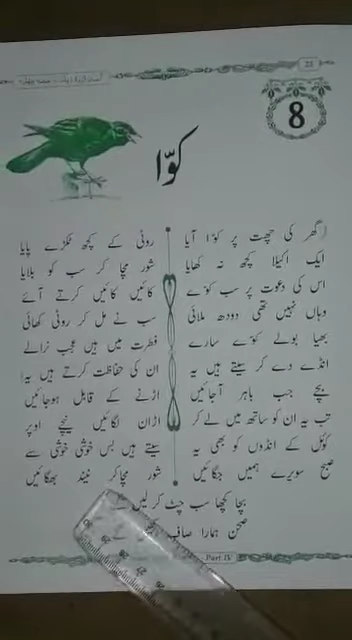 23
8
کوّا
گھر کی چھت پر کوّا آیا روٹی کے کچھ ٹکڑے پایا
ایک اکیلا کچھ نہ کھایا شور مچا کر سب کو بلایا
اس کی دعوت پر سب کوّے کائیں کائیں کرتے آئے
وہاں نہیں تھی دودھ ملائی سب نے مل کر روٹی کھائی
بھیا بولے کوّے سارے فطرت میں ہیں عجب نرالے
انڈے دے کر سیتے ہیں یہ ان کی حفاظت کرتے ہیں یہ
بچے جب باہر آجائیں اڑنے کے قابل ہوجائیں
تب یہ ان کو ساتھ میں لے کر اڑان لگائیں نیچے اوپر
کوئل کے انڈوں کو بھی یہ سیتے ہیں بس خوشی خوشی سے
صبح سویرے ہمیں جگائیں شور مچاکر نیند بھگائیں
بچا کھچا سب چٹ کر لیں
صحن ہمارا صاف
Part IV